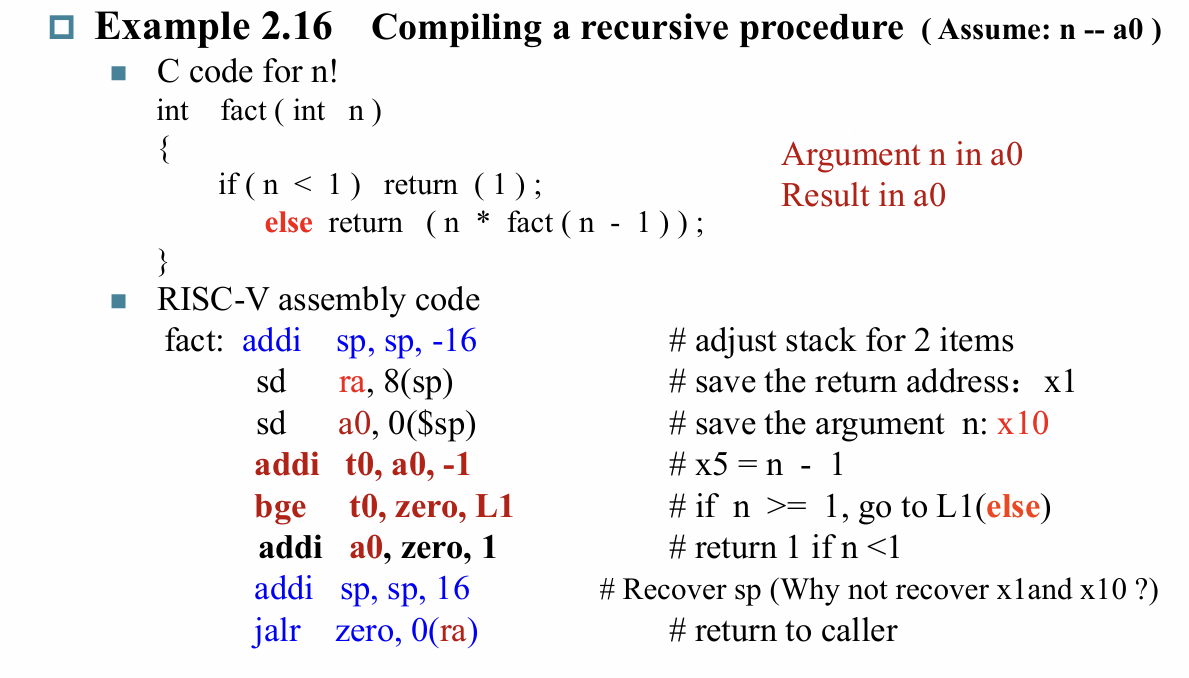 Example 2.16 Compiling a recursive procedure ( Assume: n -- a0 )
C code for n!
int fact ( int n )
{
if ( n < 1 ) return ( 1 ) ;
else return ( n * fact ( n - 1 ) ) ;
}
Argument n in a0
Result in a0
RISC-V assembly code
fact: addi sp, sp, -16 # adjust stack for 2 items
sd ra, 8(sp) # save the return address： x1
sd a0, 0($sp) # save the argument n: x10
addi t0, a0, -1 # x5 = n - 1
bge t0, zero, L1 # if n >= 1, go to L1(else)
addi a0, zero, 1 # return 1 if n <1
addi sp, sp, 16 # Recover sp (Why not recover x1and x10 ?)
jalr zero, 0(ra) # return to caller